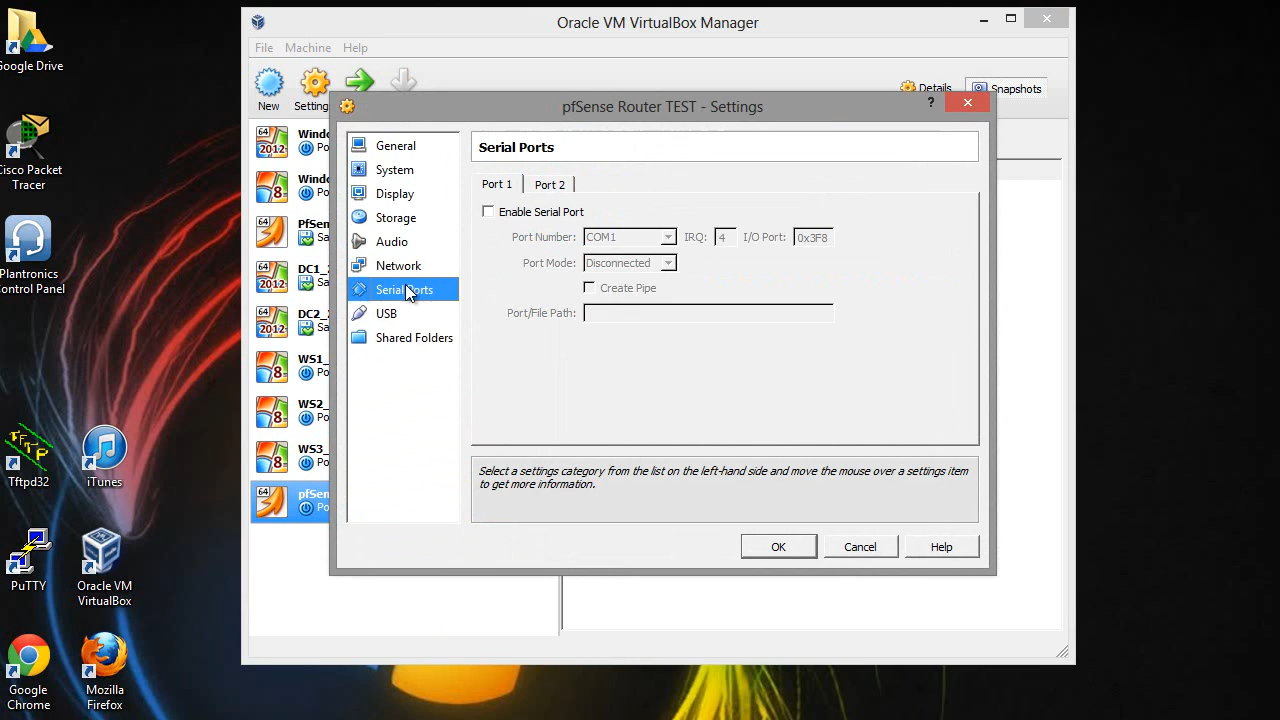 Google Drive
Cisco Packet
Tracer
Plantronics
Control Panel
Tftpd32
iTunes
PuTTY
Oracle VM
VirtualBox
Google
Chrome
Mozilla
Firefox
Oracle VM VirtualBox Manager
File Machine Help
New
Details
Snapshots
pfSense Router TEST - Settings
?
General
System
Display
Storage
Audio
Network
Serial Ports
USB
Shared Folders
Serial Ports
Port 1 Port 2
Enable Serial Port
Port Number: COM1 IRQ: 4 I/O Port: 0x3F8
Port Mode: Disconnected
Create Pipe
Port/File Path:
Select a settings category from the list on the left-hand side and move the mouse over a settings item
to get more information.
OK Cancel Help